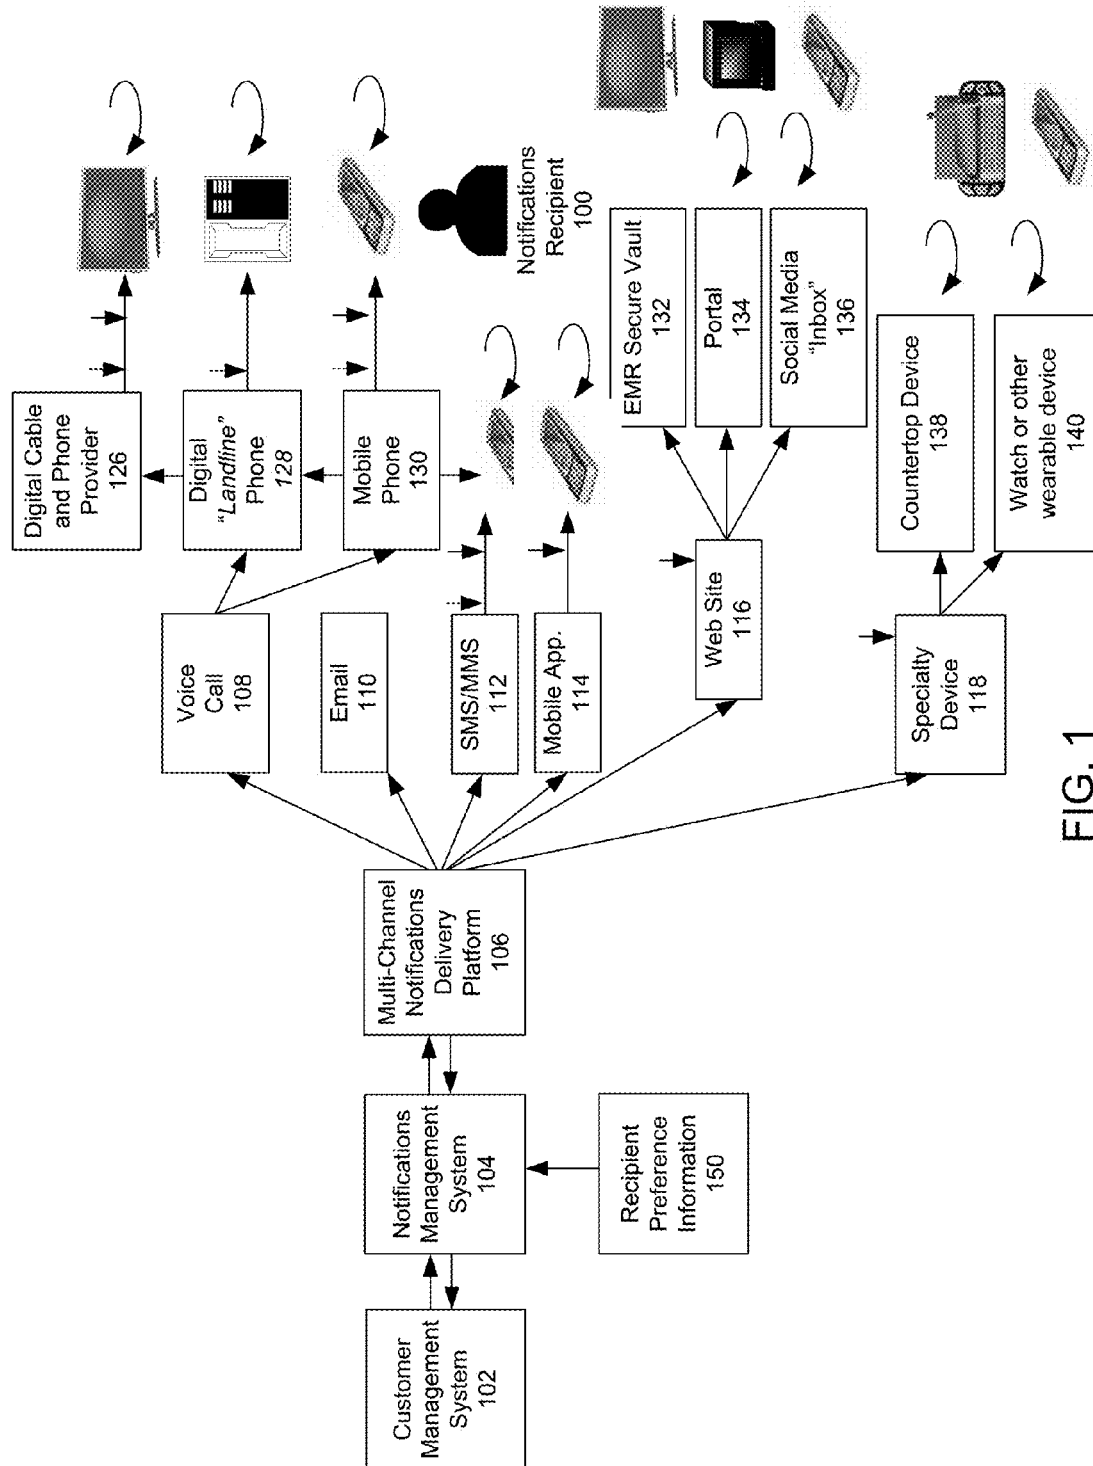 Customer
Management
System
102
Notifications
Management
System
104
Recipient
Preference
Information
150
Multi-Channel
Notifications
Delivery
Platform
106
Voice
Call
108
Email
110
SMS/MMS
112
Mobile App.
114
Web Site
116
Specialty
Device
118
Digital Cable
and Phone
Provider
126
Digital
“Landline”
Phone
128
Mobile
Phone
130
Notifications
Recipient
100
EMR Secure Vault
132
Portal
134
Social Media
“Inbox”
136
Countertop Device
138
Watch or other
wearable device
140
FIG. 1